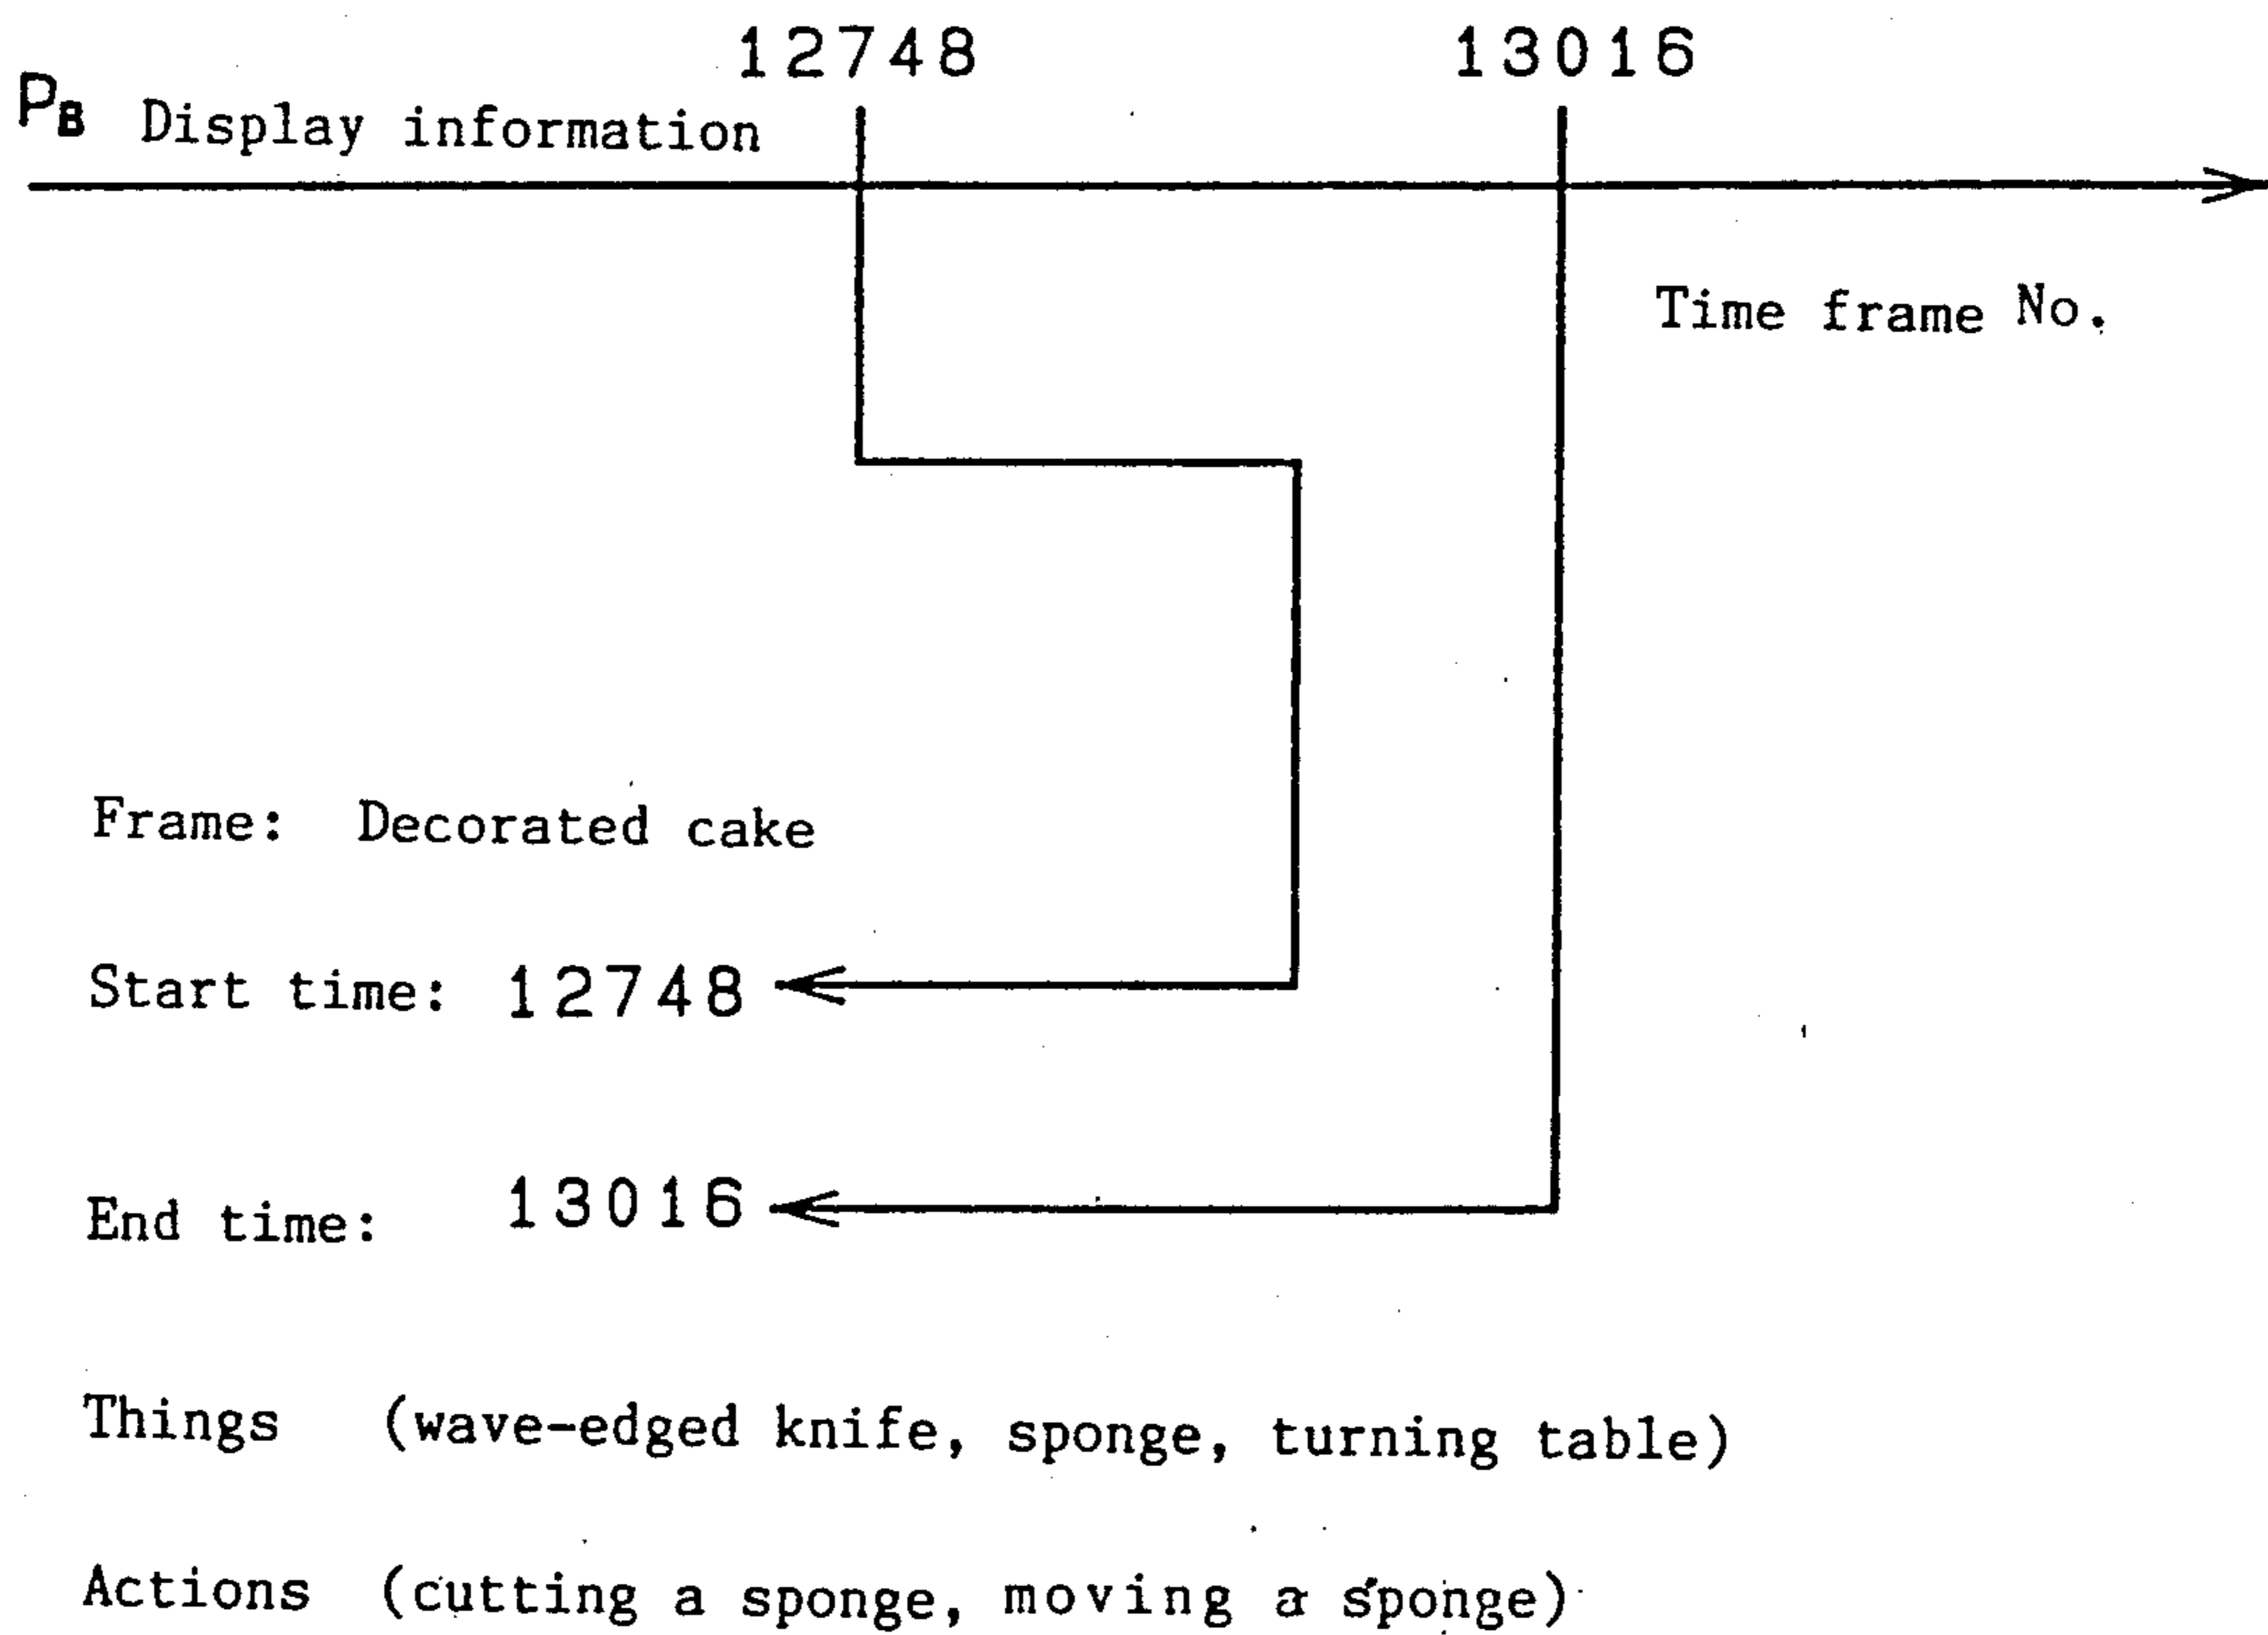 12748 13016
PB Display information
Time frame No.
Frame: Decorated cake
Start time: 12748
End time: 13016
Things (wave-edged knife, sponge, turning table)
Actions (cutting a sponge, moving a sponge)